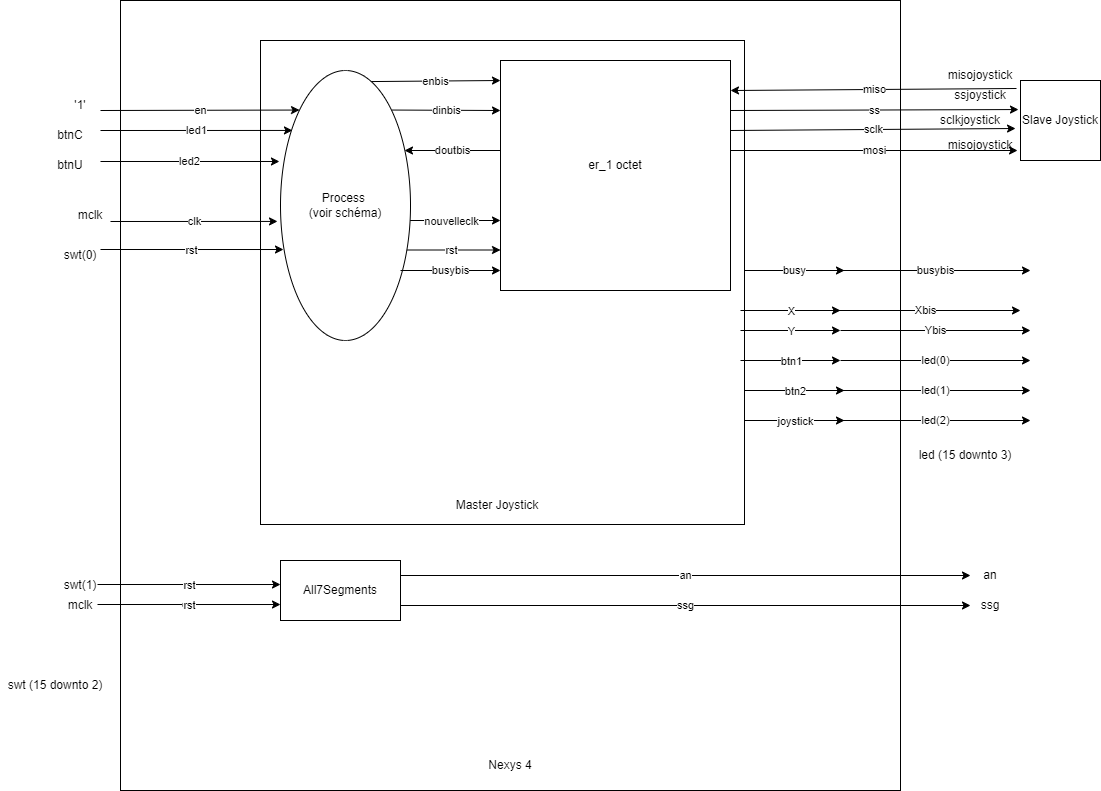 '1'
en
btnC
led1
btnU
led2
mclk
clk
swt(0)
rst
Process
(voir schéma)
enbis
dinbis
doutbis
nouvelleclk
rst
busybis
er_1 octet
miso
misojoystick
ss
ssjoystick
sclk
sclkjoystick
mosi
misojoystick
Slave Joystick
busy
busybis
X
Xbis
Y
Ybis
btn1
led(0)
btn2
led(1)
joystick
led(2)
led (15 downto 3)
Master Joystick
swt(1)
rst
mclk
rst
All7Segments
an
an
ssg
ssg
swt (15 downto 2)
Nexys 4